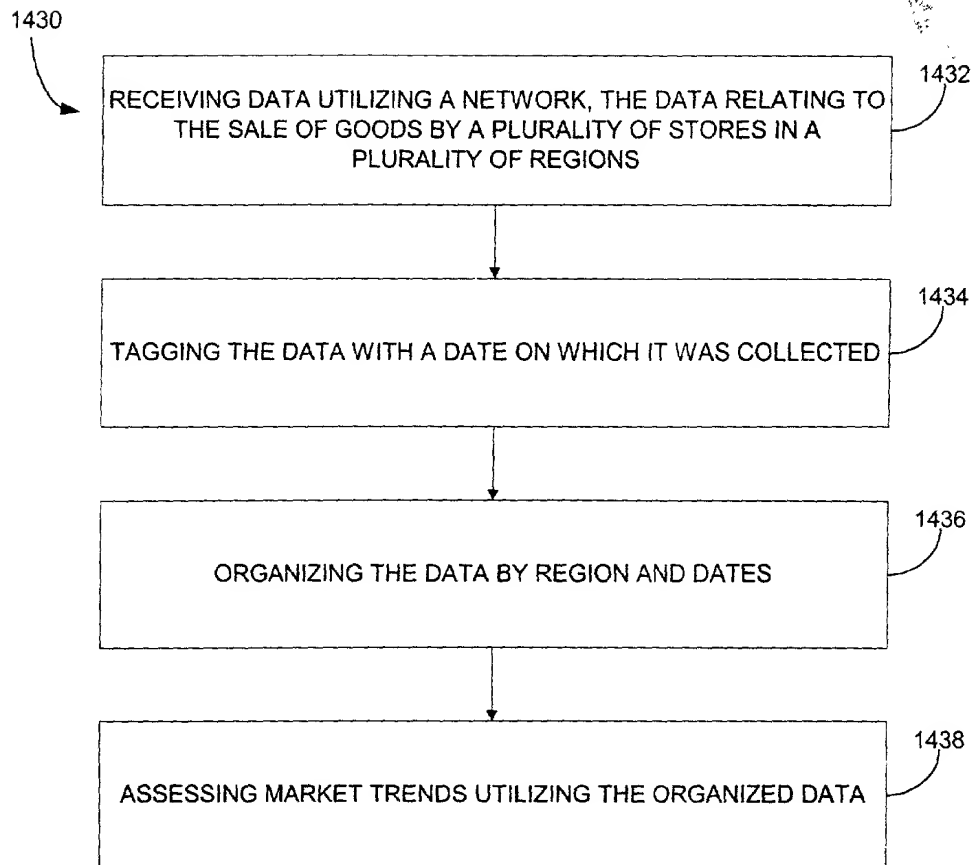 1430
1432
RECEIVING DATA UTILIZING A NETWORK, THE DATA RELATING TO
THE SALE OF GOODS BY A PLURALITY OF STORES IN A
PLURALITY OF REGIONS
1434
TAGGING THE DATA WITH A DATE ON WHICH IT WAS COLLECTED
1436
ORGANIZING THE DATA BY REGION AND DATES
1438
ASSESSING MARKET TRENDS UTILIZING THE ORGANIZED DATA